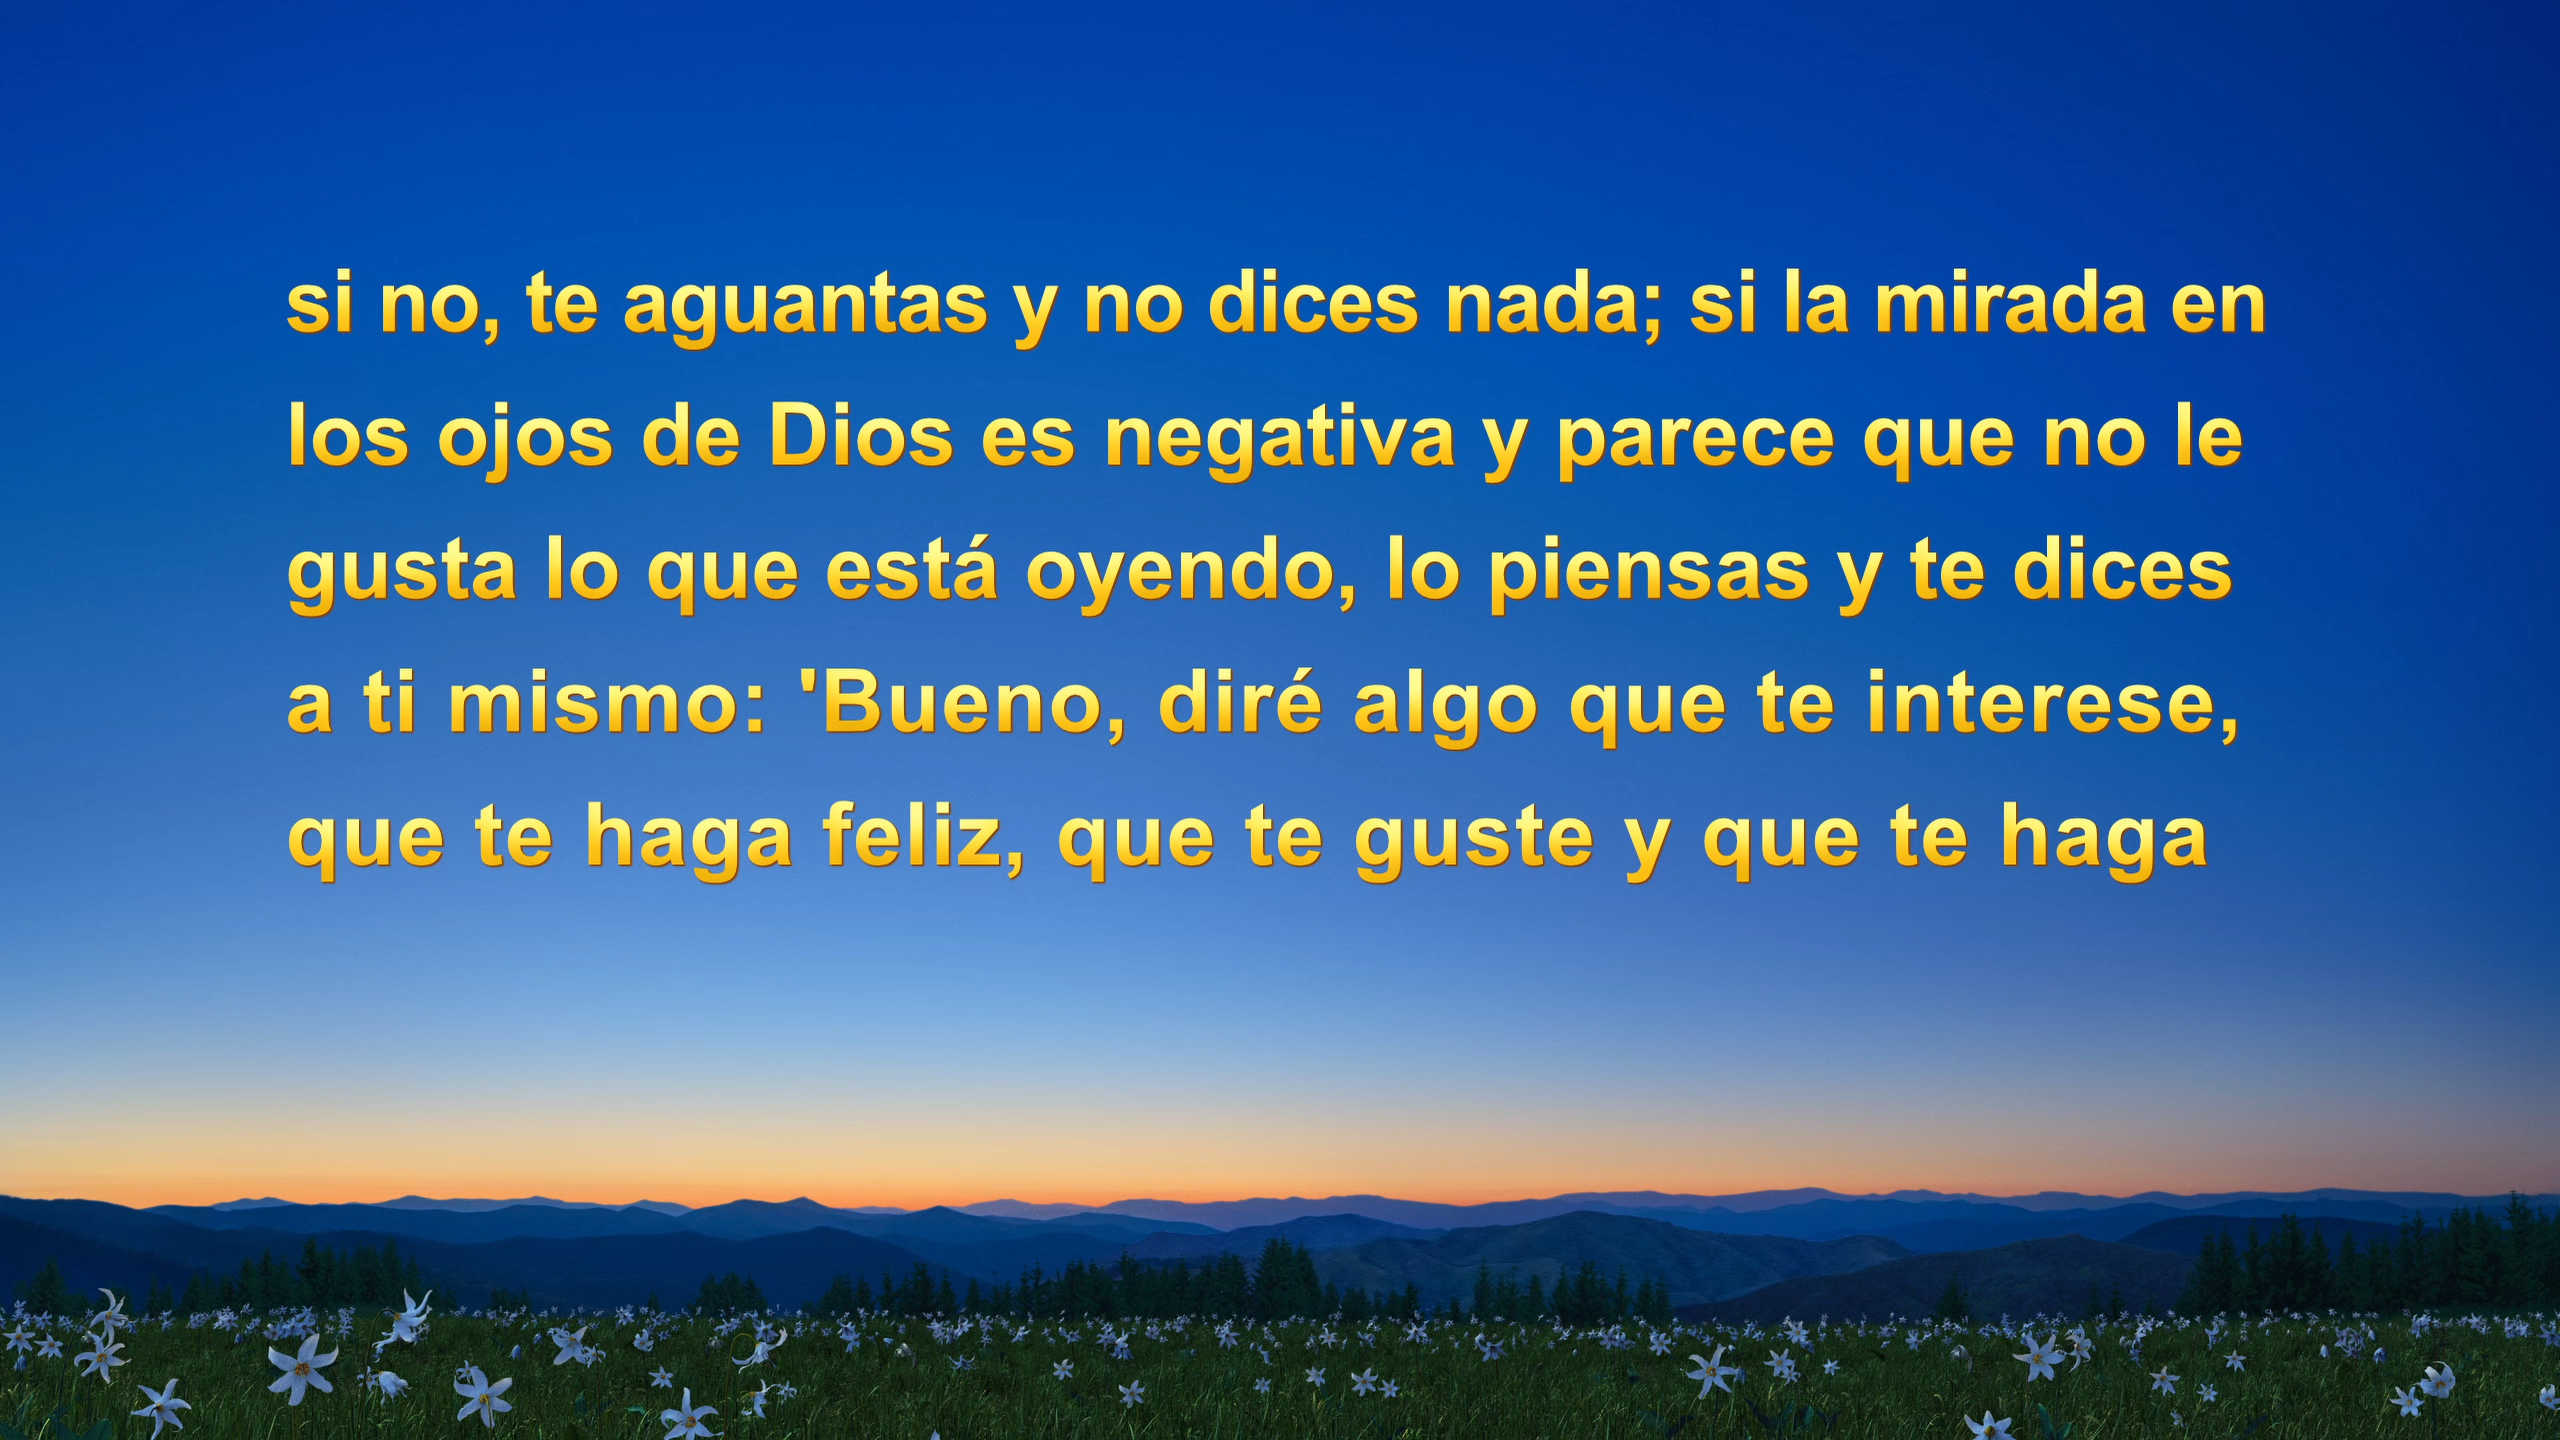 si no, te aguantas y no dices nada; si la mirada en
los ojos de Dios es negativa y parece que no le
gusta lo que está oyendo, lo piensas y te dices
a ti mismo: 'Bueno, diré algo que te interese,
que te haga feliz, que te guste y que te haga